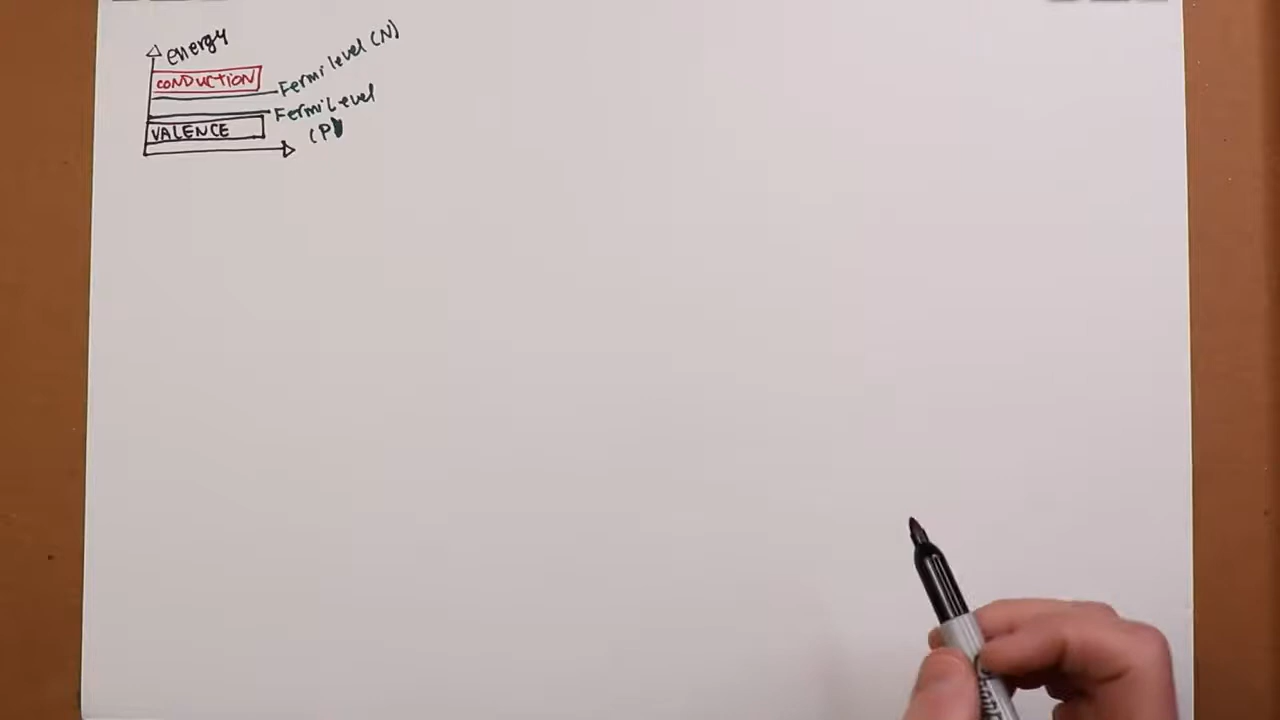 energy
CONDUCTION
Fermi level (N)
Fermi Level
(P)
VALENCE